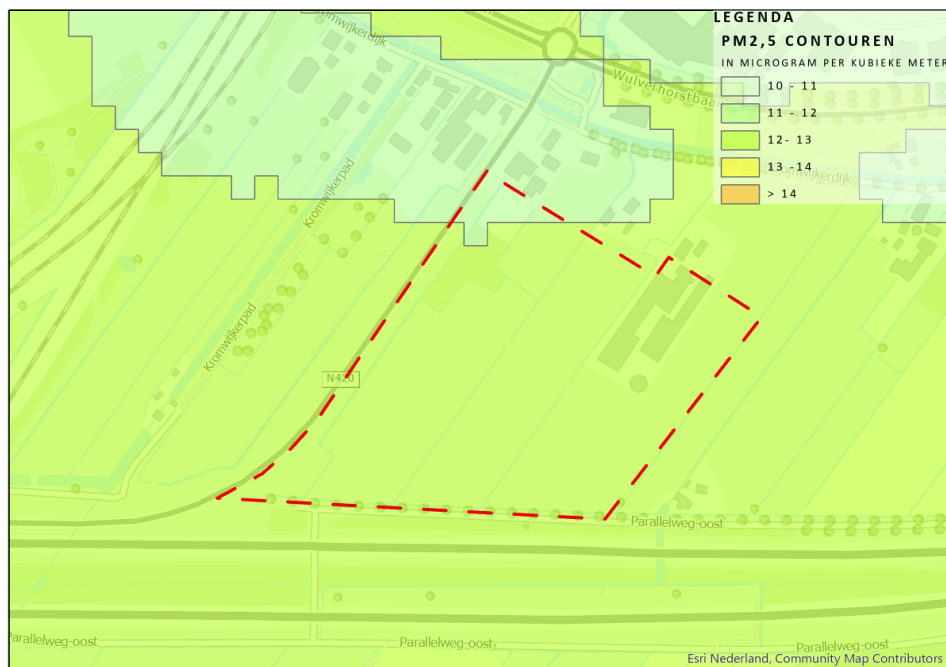 LEGENDA
PM2,5 CONTOUREN
IN MICROGRAM PER KUBIEKE METER
10 - 11
11 - 12
12- 13
13 -14
> 14
Kromwijkerdijk
Wulverhorstbaan
Kromwijkerdijk
Kromwijkerpad
Kromwijkerpad
N420
Parallelweg-oost
Parallelweg-oost
Parallelweg-oost
Parallelweg-oost
Esri Nederland, Community Map Contributors